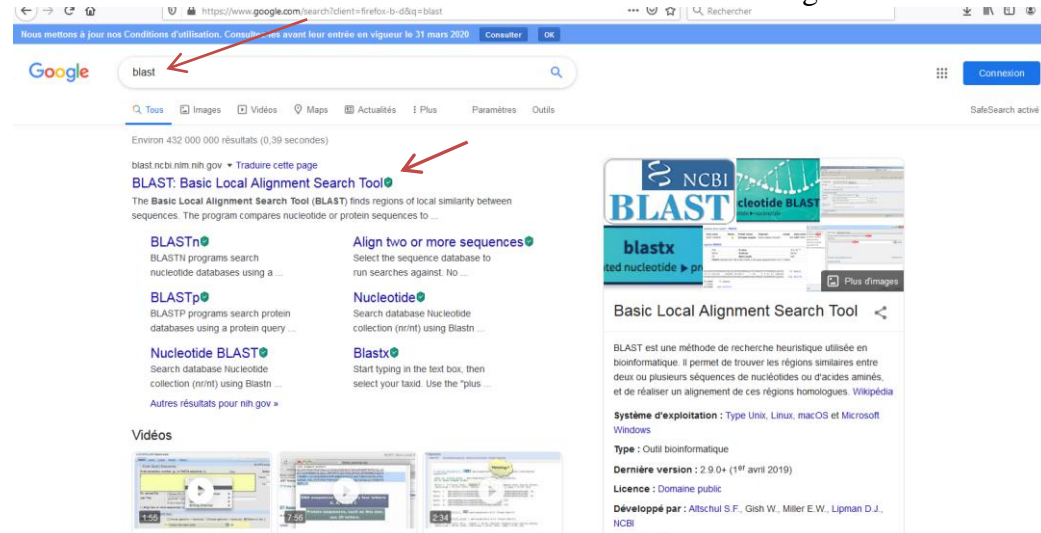 https://www.google.com/search?client=firefox-b-d&q=blast
Rechercher
Nous mettons à jour nos Conditions d'utilisation. Consultez-les avant leur entrée en vigueur le 31 mars 2020
Consulter
OK
Google
blast
Connexion
Tous
Images
Vidéos
Maps
Actualités
Plus
Paramètres
Outils
SafeSearch activé
Environ 432 000 000 résultats (0,39 secondes)
blast.ncbi.nlm.nih.gov ▾ Traduire cette page
BLAST: Basic Local Alignment Search Tool
The Basic Local Alignment Search Tool (BLAST) finds regions of local similarity between
sequences. The program compares nucleotide or protein sequences to ...
BLASTn
BLASTN programs search
nucleotide databases using a ...
Align two or more sequences
Select the sequence database to
run searches against. No ...
BLASTp
BLASTP programs search protein
databases using a protein query ...
Nucleotide
Search database Nucleotide
collection (nr/nt) using Blastn ...
Nucleotide BLAST
Search database Nucleotide
collection (nr/nt) using Blastn ...
Blastx
Start typing in the text box, then
select your taxid. Use the "plus ...
Autres résultats pour nih.gov »
Vidéos
1:55
7:56
2:34
NCBI
BLAST
cleotide BLAST
blastx
ted nucleotide ▶ pr
Plus d'images
Basic Local Alignment Search Tool
BLAST est une méthode de recherche heuristique utilisée en
bioinformatique. Il permet de trouver les régions similaires entre
deux ou plusieurs séquences de nucléotides ou d'acides aminés,
et de réaliser un alignement de ces régions homologues. Wikipédia
Système d'exploitation : Type Unix, Linux, macOS et Microsoft
Windows
Type : Outil bioinformatique
Dernière version : 2.9.0+ (1er avril 2019)
Licence : Domaine public
Développé par : Altschul S.F., Gish W., Miller E.W., Lipman D.J.,
NCBI